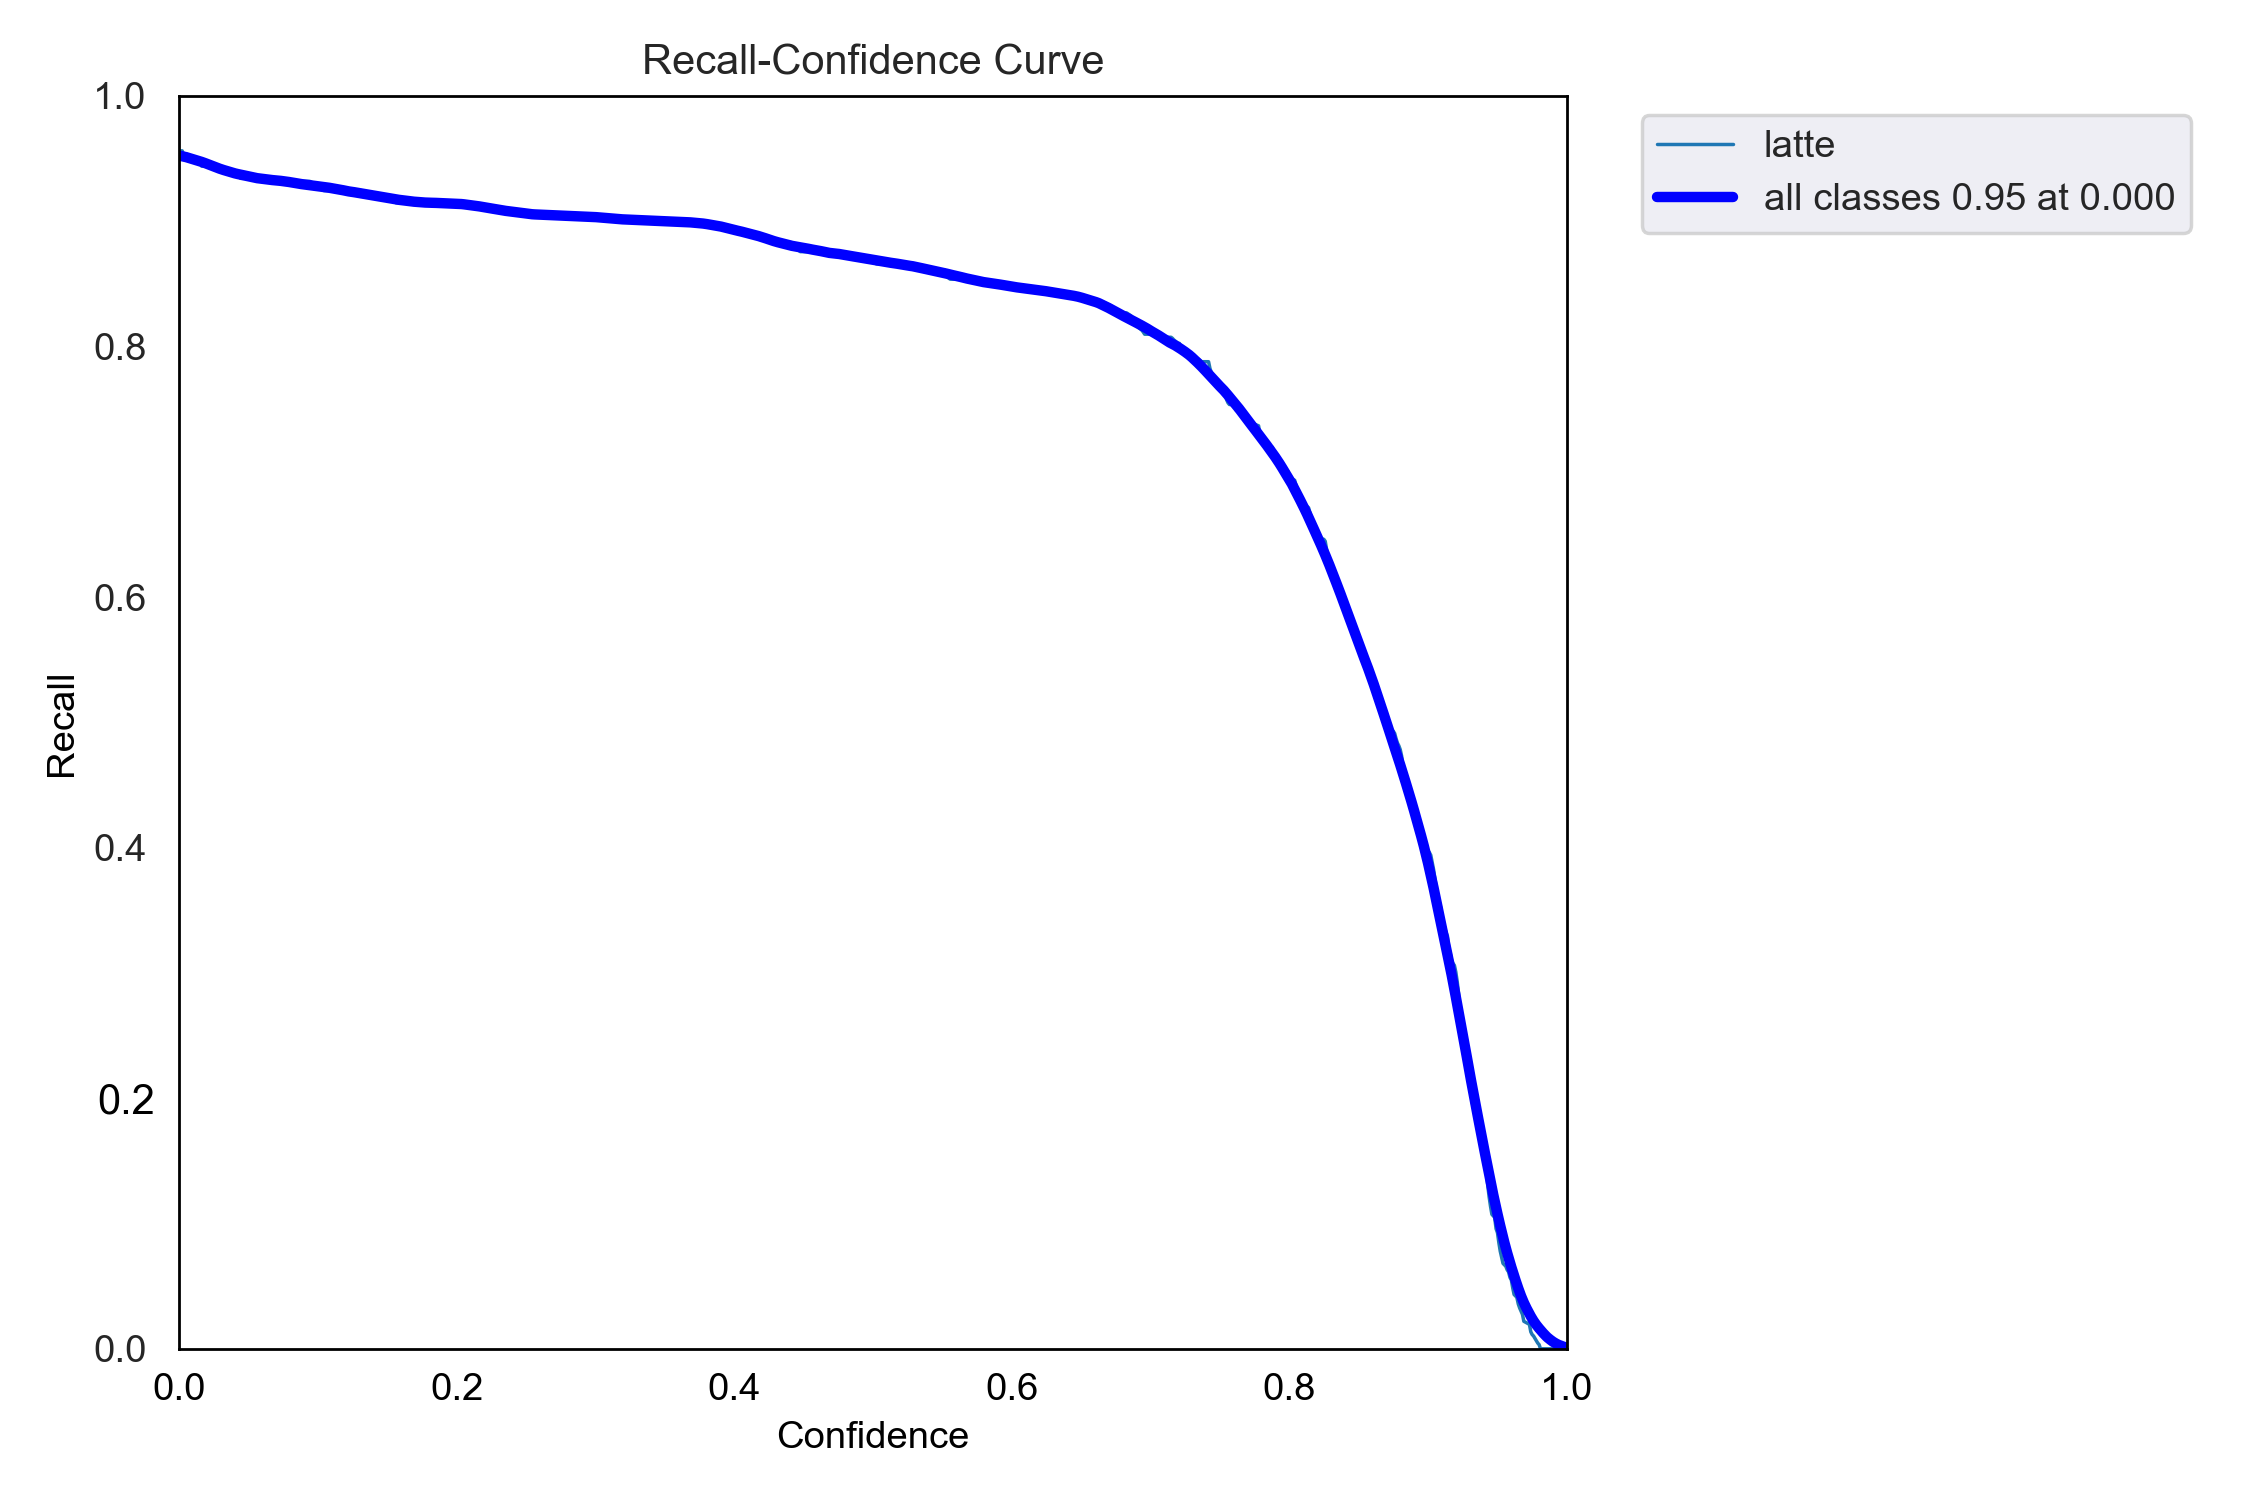 Recall-Confidence Curve
1.0
0.8
0.6
0.4
0.2
0.0
Recall
0.0 0.2 0.4 0.6 0.8 1.0
Confidence
latte
all classes 0.95 at 0.000